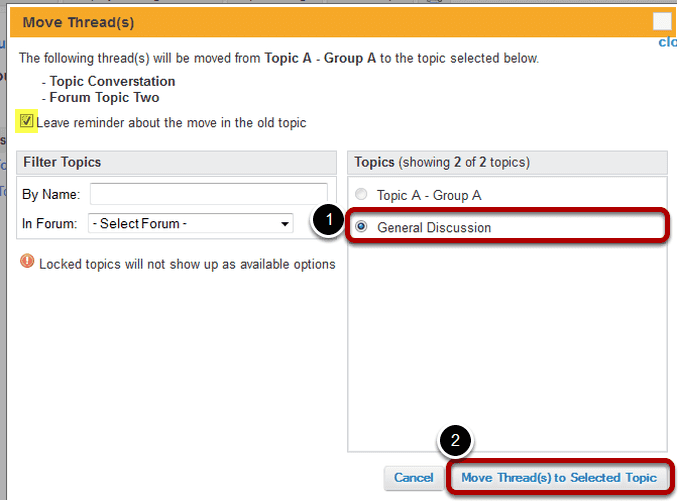 Move Thread(s)
clo
The following thread(s) will be moved from Topic A - Group A to the topic selected below.
- Topic Converstation
- Forum Topic Two
Leave reminder about the move in the old topic
Filter Topics
By Name:
In Forum: - Select Forum -
Locked topics will not show up as available options
Topics (showing 2 of 2 topics)
Topic A - Group A
1
General Discussion
2
Cancel
Move Thread(s) to Selected Topic